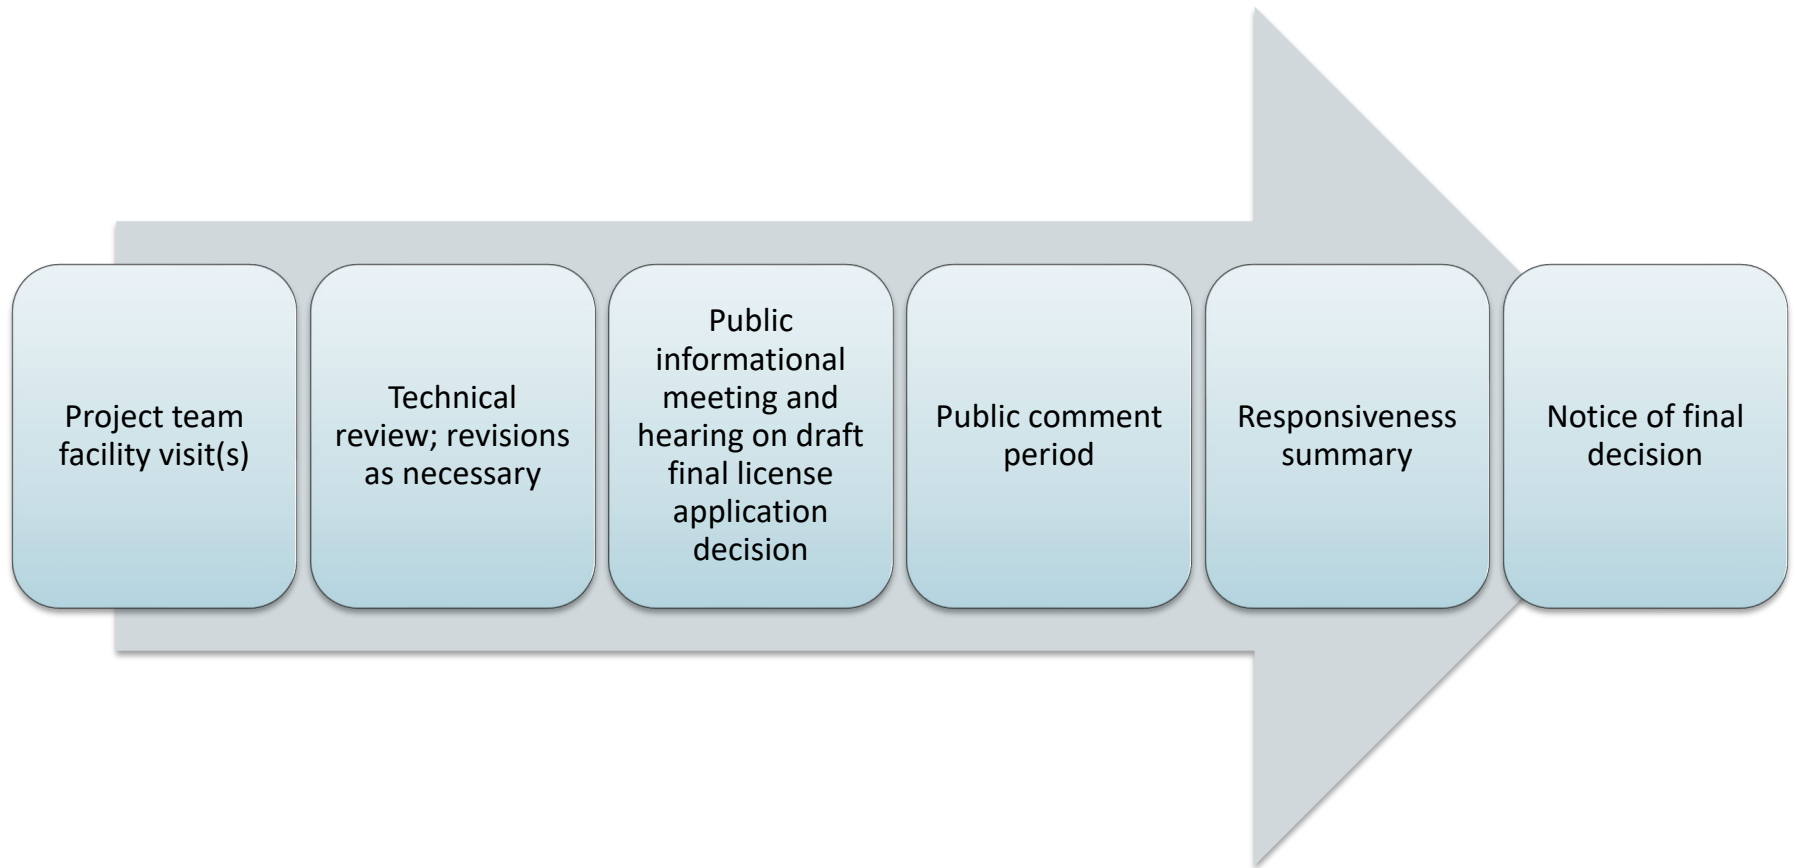 Project team
facility visit(s)
Technical
review; revisions
as necessary
Public
informational
meeting and
hearing on draft
final license
application
decision
Public comment
period
Responsiveness
summary
Notice of final
decision